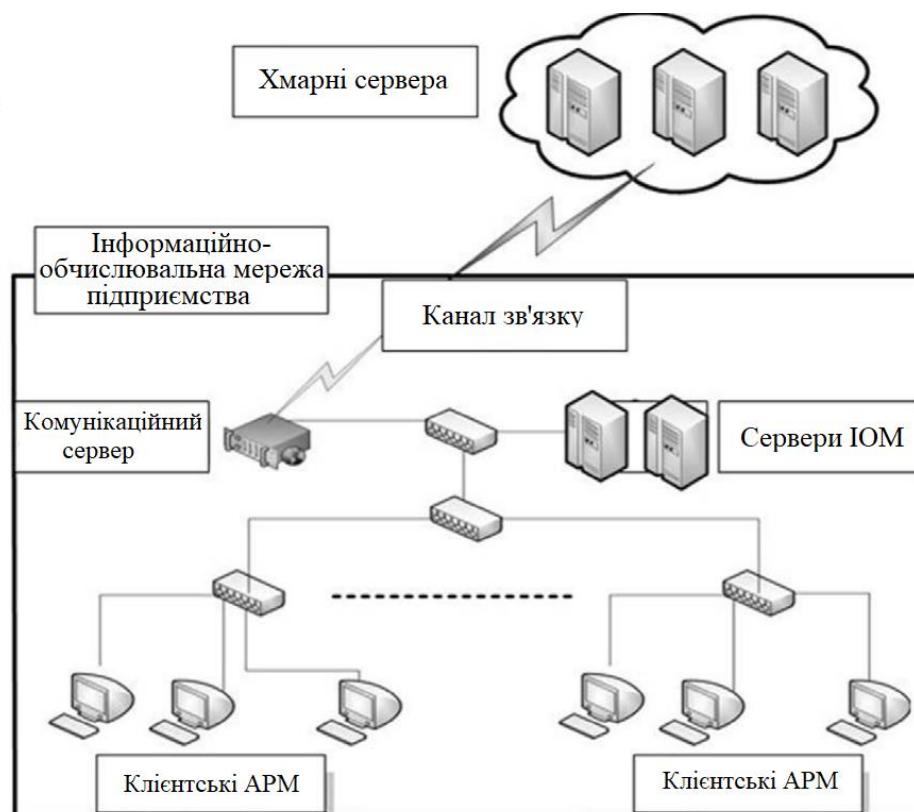 Хмарні сервера
Інформаційно-
обчислювальна мережа
підприємства
Канал зв'язку
Комунікаційний
сервер
Сервери ІОМ
Клієнтські АРМ
Клієнтські АРМ